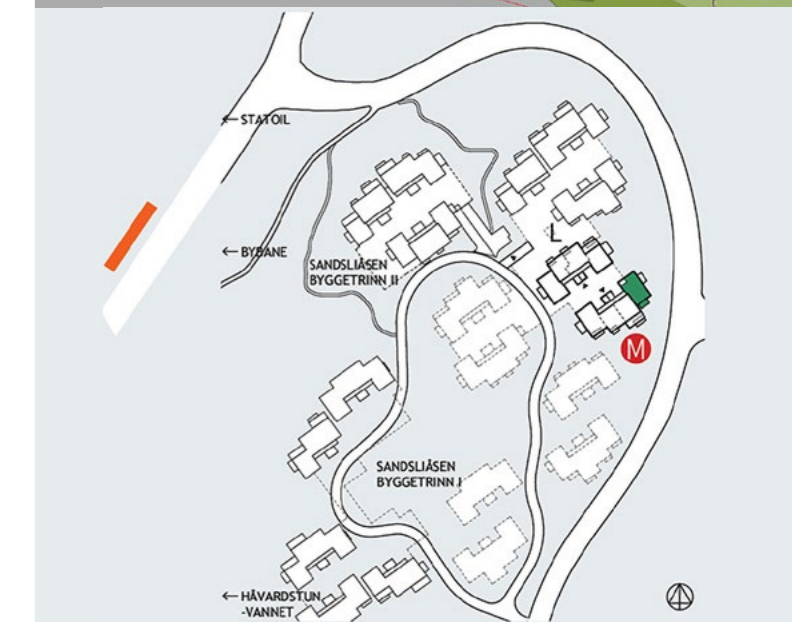 ← STATOIL
L
← BYBANE
SANDSLIÅSEN
BYGGETRINN II
M
SANDSLIÅSEN
BYGGETRINN I
← HÅVARDSTUN
-VANNET